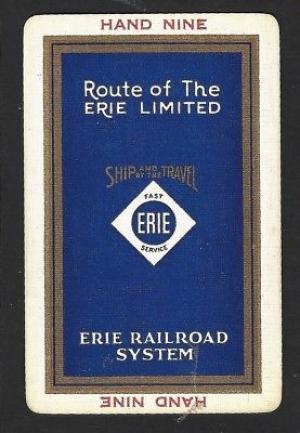 HAND NINE
Route of The
ERIE LIMITED
SHIP AND TRAVEL
BY THE
FAST
ERIE
SERVICE
ERIE RAILROAD
SYSTEM
HAND NINE